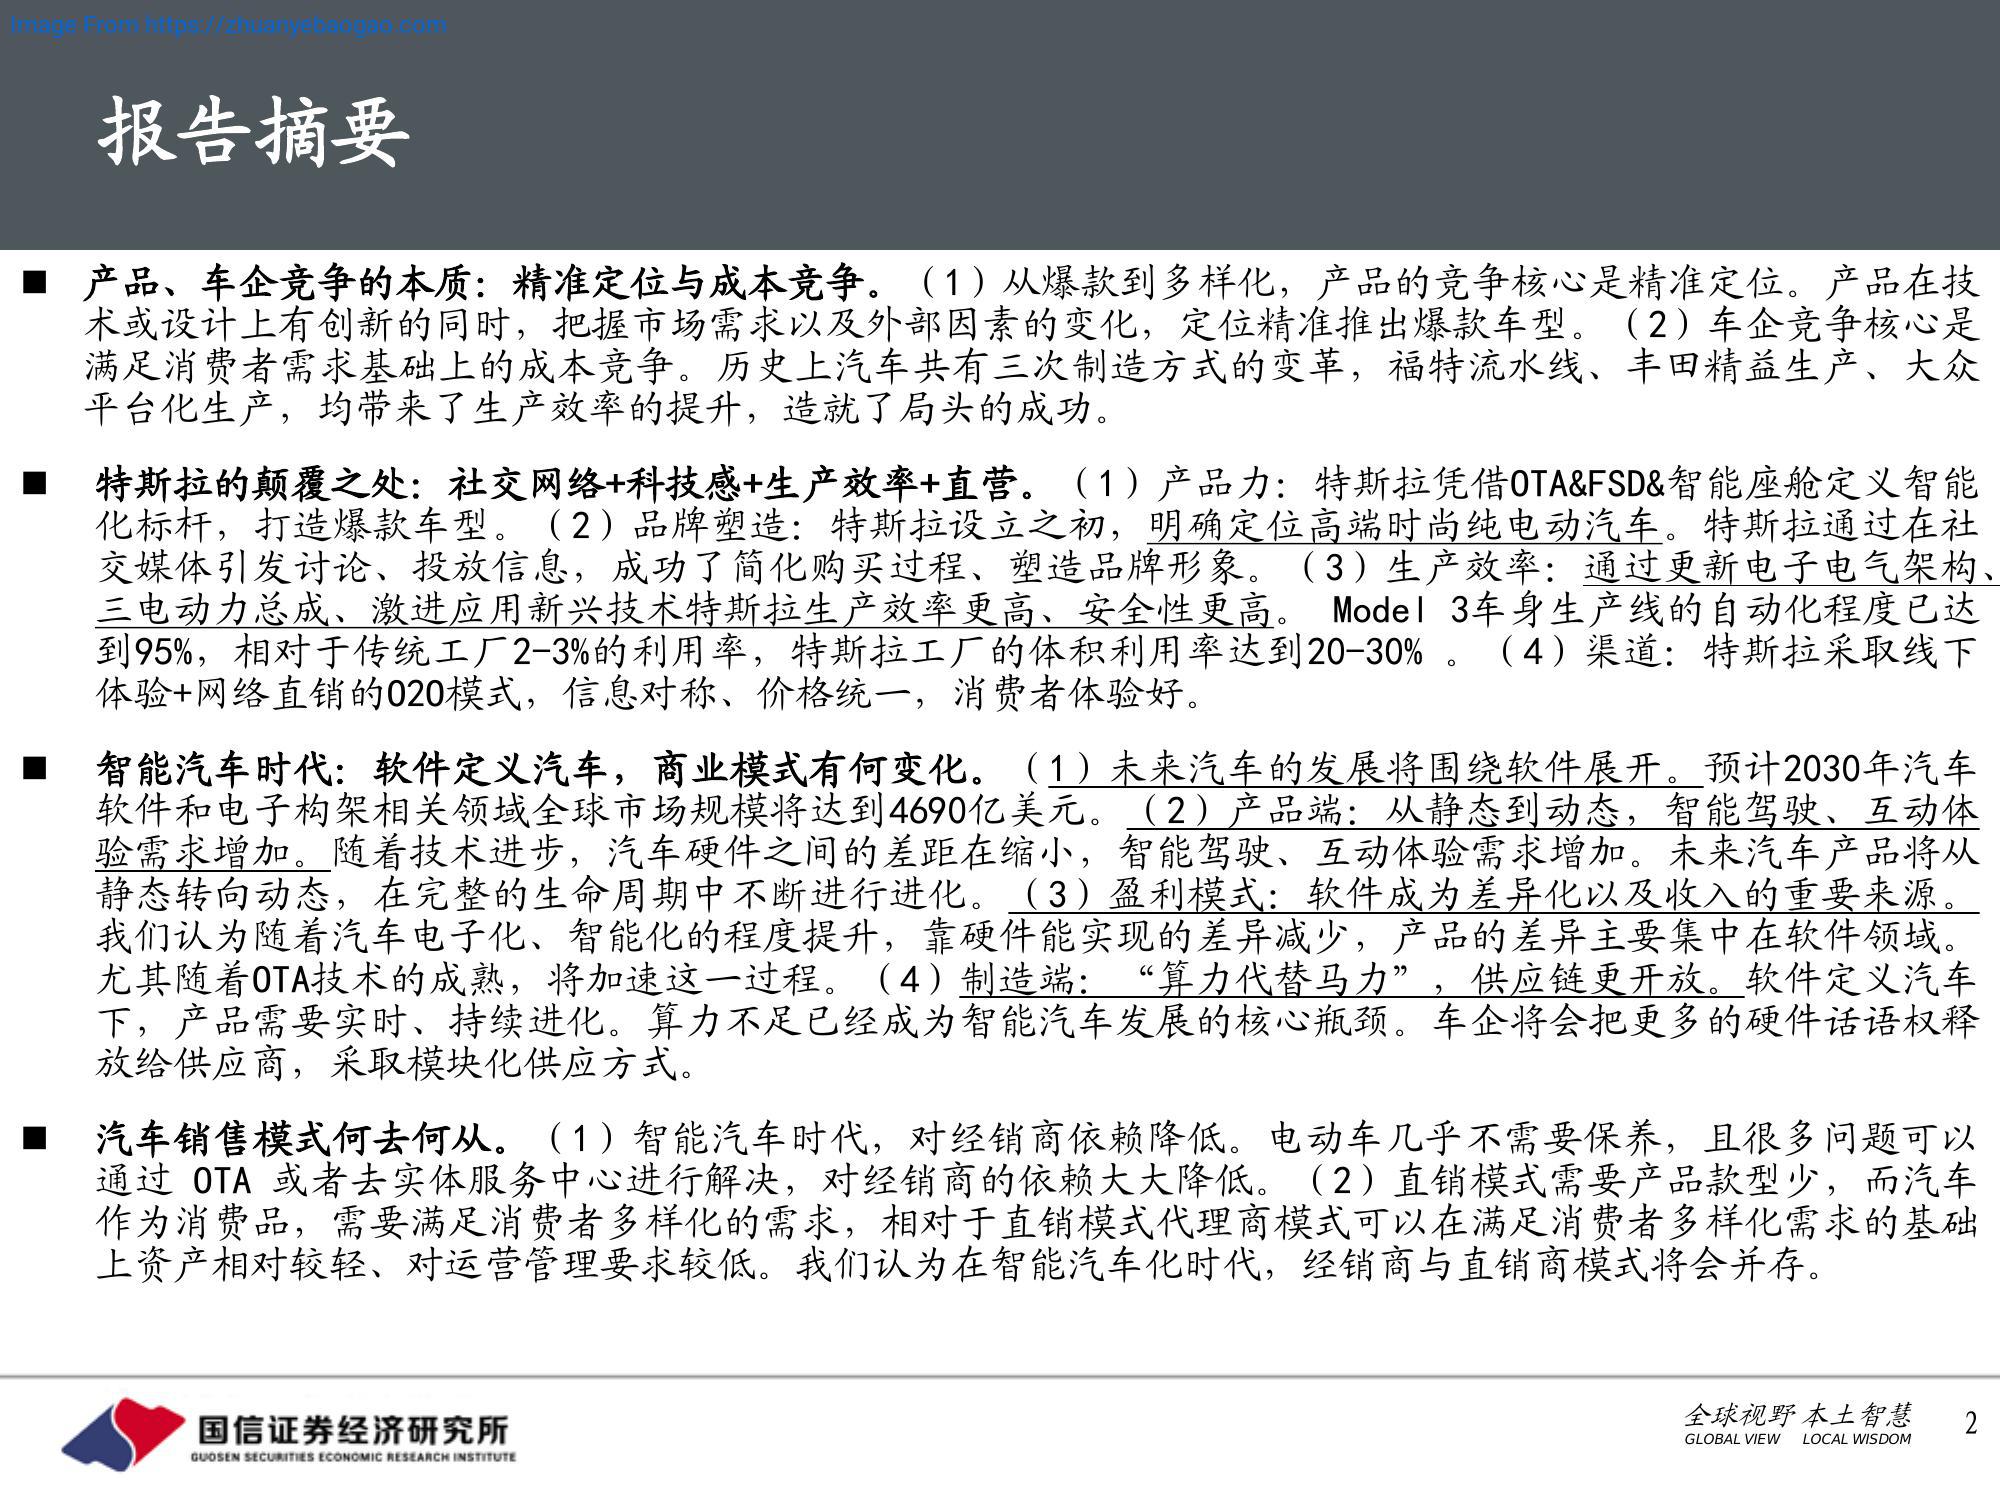 Image From https://zhuanyebaogao.com
报告摘要
■ 产品、车企竞争的本质：精准定位与成本竞争。（1）从爆款到多样化，产品的竞争核心是精准定位。产品在技
术或设计上有创新的同时，把握市场需求以及外部因素的变化，定位精准推出爆款车型。（2）车企竞争核心是
满足消费者需求基础上的成本竞争。历史上汽车共有三次制造方式的变革，福特流水线、丰田精益生产、大众
平台化生产，均带来了生产效率的提升，造就了局头的成功。
■ 特斯拉的颠覆之处：社交网络+科技感+生产效率+直营。（1）产品力：特斯拉凭借OTA&FSD&智能座舱定义智能
化标杆，打造爆款车型。（2）品牌塑造：特斯拉设立之初，明确定位高端时尚纯电动汽车。特斯拉通过在社
交媒体引发讨论、投放信息，成功了简化购买过程、塑造品牌形象。（3）生产效率：通过更新电子电气架构、
三电动力总成、激进应用新兴技术特斯拉生产效率更高、安全性更高。 Model 3车身生产线的自动化程度已达
到95%，相对于传统工厂2-3%的利用率，特斯拉工厂的体积利用率达到20-30% 。（4）渠道：特斯拉采取线下
体验+网络直销的O2O模式，信息对称、价格统一，消费者体验好。
■ 智能汽车时代：软件定义汽车，商业模式有何变化。（1）未来汽车的发展将围绕软件展开。预计2030年汽车
软件和电子构架相关领域全球市场规模将达到4690亿美元。（2）产品端：从静态到动态，智能驾驶、互动体
验需求增加。随着技术进步，汽车硬件之间的差距在缩小，智能驾驶、互动体验需求增加。未来汽车产品将从
静态转向动态，在完整的生命周期中不断进行进化。（3）盈利模式：软件成为差异化以及收入的重要来源。
我们认为随着汽车电子化、智能化的程度提升，靠硬件能实现的差异减少，产品的差异主要集中在软件领域。
尤其随着OTA技术的成熟，将加速这一过程。（4）制造端：“算力代替马力”，供应链更开放。软件定义汽车
下，产品需要实时、持续进化。算力不足已经成为智能汽车发展的核心瓶颈。车企将会把更多的硬件话语权释
放给供应商，采取模块化供应方式。
■ 汽车销售模式何去何从。（1）智能汽车时代，对经销商依赖降低。电动车几乎不需要保养，且很多问题可以
通过 OTA 或者去实体服务中心进行解决，对经销商的依赖大大降低。（2）直销模式需要产品款型少，而汽车
作为消费品，需要满足消费者多样化的需求，相对于直销模式代理商模式可以在满足消费者多样化需求的基础
上资产相对较轻、对运营管理要求较低。我们认为在智能汽车化时代，经销商与直销商模式将会并存。
国信证券经济研究所
GUOSEN SECURITIES ECONOMIC RESEARCH INSTITUTE
全球视野 本土智慧
GLOBAL VIEW LOCAL WISDOM
2